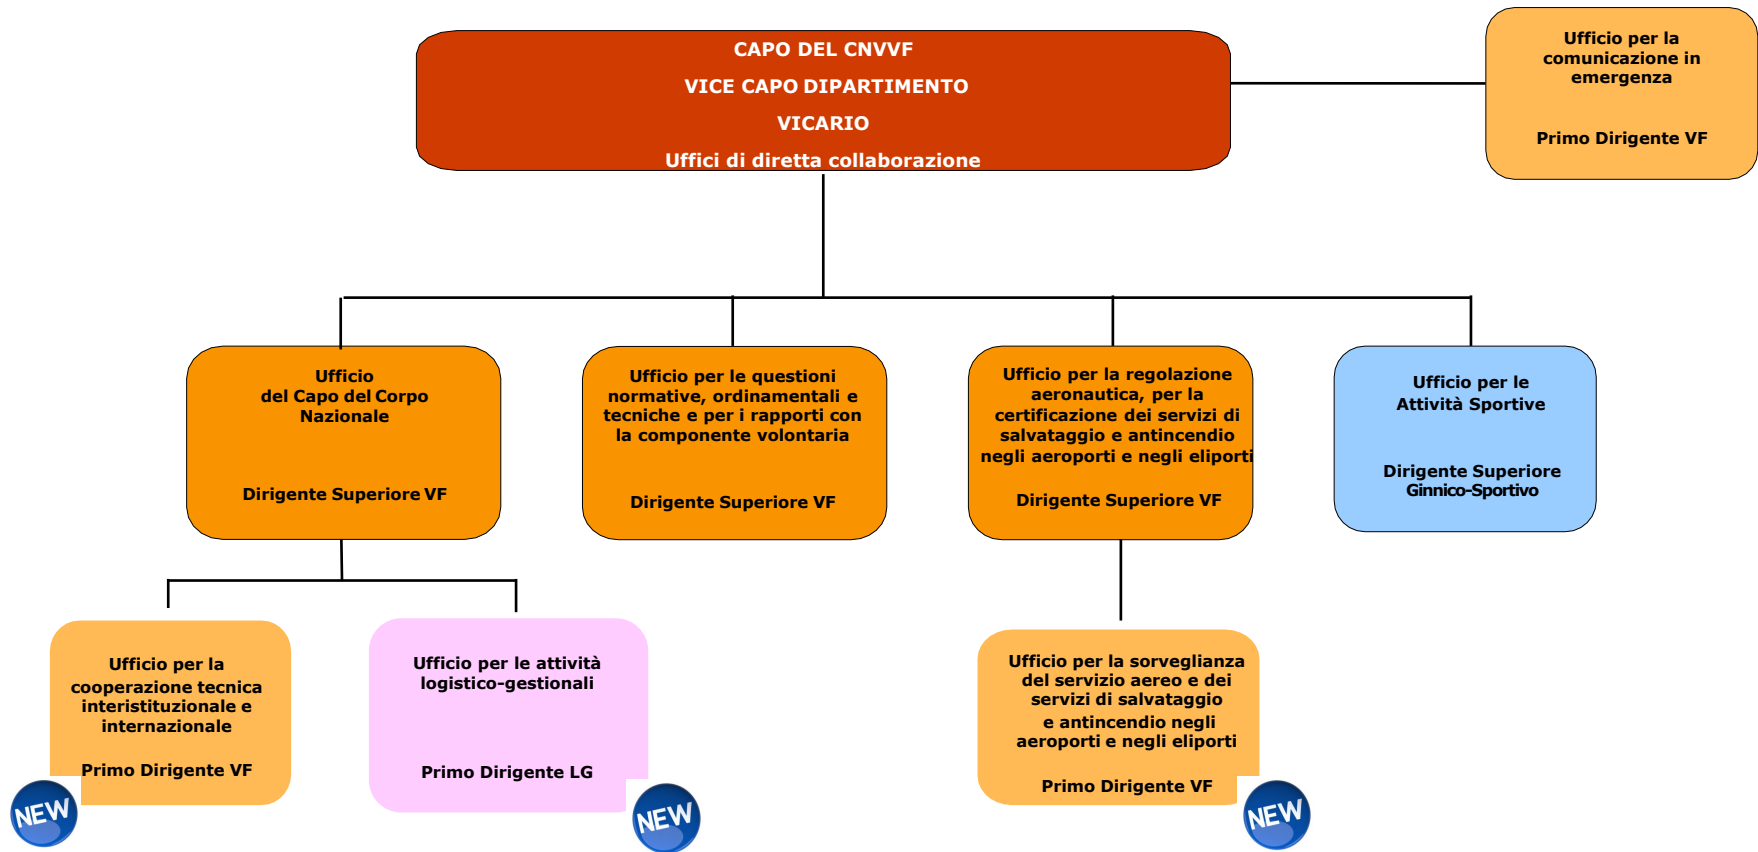 CAPO DEL CNVVF
VICE CAPO DIPARTIMENTO
VICARIO
Uffici di diretta collaborazione
Ufficio per la
comunicazione in
emergenza
Primo Dirigente VF
Ufficio
del Capo del Corpo
Nazionale
Dirigente Superiore VF
Ufficio per le questioni
normative, ordinamentali e
tecniche e per i rapporti con
la componente volontaria
Dirigente Superiore VF
Ufficio per la regolazione
aeronautica, per la
certificazione dei servizi di
salvataggio e antincendio
negli aeroporti e negli eliporti
Dirigente Superiore VF
Ufficio per le
Attività Sportive
Dirigente Superiore
Ginnico-Sportivo
Ufficio per la
cooperazione tecnica
interistituzionale e
internazionale
Primo Dirigente VF
NEW
Ufficio per le attività
logistico-gestionali
Primo Dirigente LG
NEW
Ufficio per la sorveglianza
del servizio aereo e dei
servizi di salvataggio
e antincendio negli
aeroporti e negli eliporti
Primo Dirigente VF
NEW